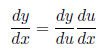 dy/dx = dy/du du/dx